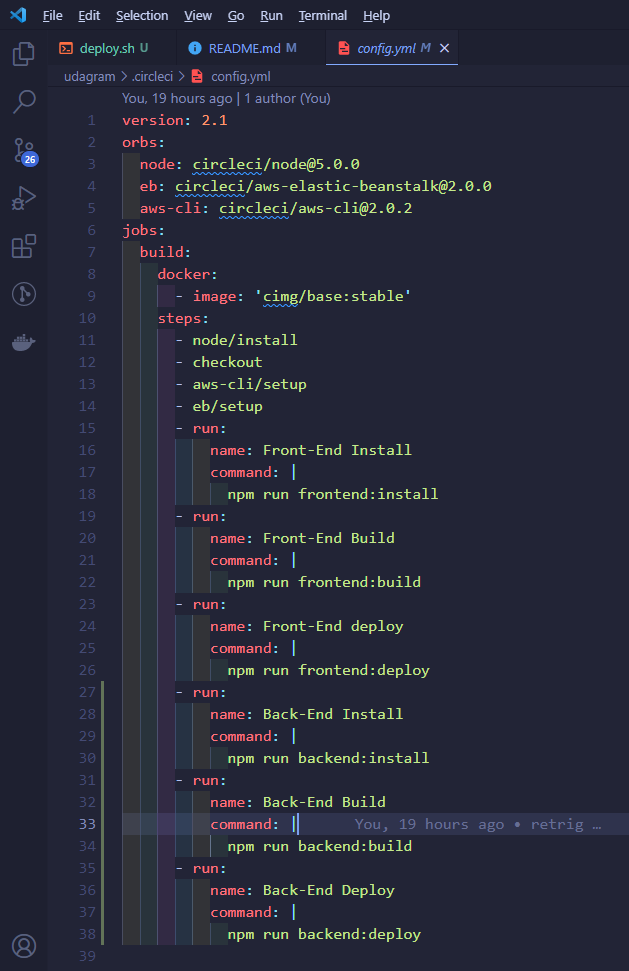 File Edit Selection View Go Run Terminal Help
deploy.sh U README.md M config.yml M
udagram > .circleci > config.yml
You, 19 hours ago | 1 author (You)
1 version: 2.1
2 orbs:
3 node: circleci/node@5.0.0
4 eb: circleci/aws-elastic-beanstalk@2.0.0
5 aws-cli: circleci/aws-cli@2.0.2
6 jobs:
7 build:
8 docker:
9 - image: 'cimg/base:stable'
10 steps:
11 - node/install
12 - checkout
13 - aws-cli/setup
14 - eb/setup
15 - run:
16 name: Front-End Install
17 command: |
18 npm run frontend:install
19 - run:
20 name: Front-End Build
21 command: |
22 npm run frontend:build
23 - run:
24 name: Front-End deploy
25 command: |
26 npm run frontend:deploy
27 - run:
28 name: Back-End Install
29 command: |
30 npm run backend:install
31 - run:
32 name: Back-End Build
33 command: | You, 19 hours ago • retrig …
34 npm run backend:build
35 - run:
36 name: Back-End Deploy
37 command: |
38 npm run backend:deploy
39
26